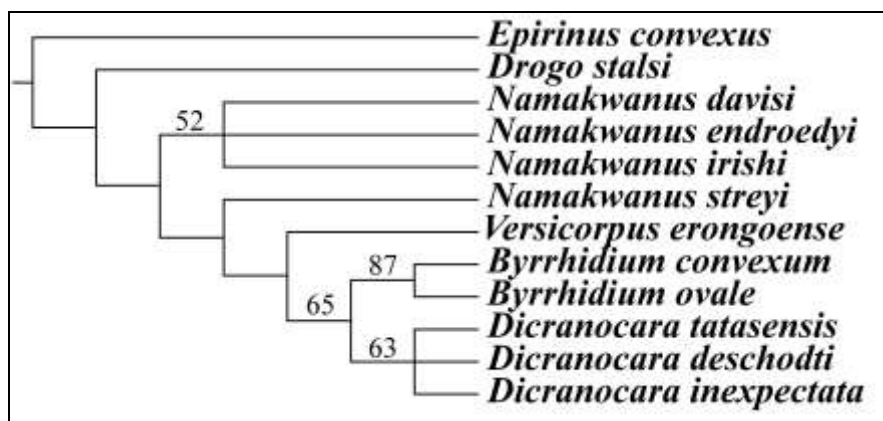 Epirinus convexus
Drogo stalsi
Namakwanus davisi
52
Namakwanus endroedyi
Namakwanus irishi
Namakwanus streyi
Versicorpus erongoense
87
Byrrhidium convexum
Byrrhidium ovale
65
Dicranocara tatasensis
63
Dicranocara deschodti
Dicranocara inexpectata